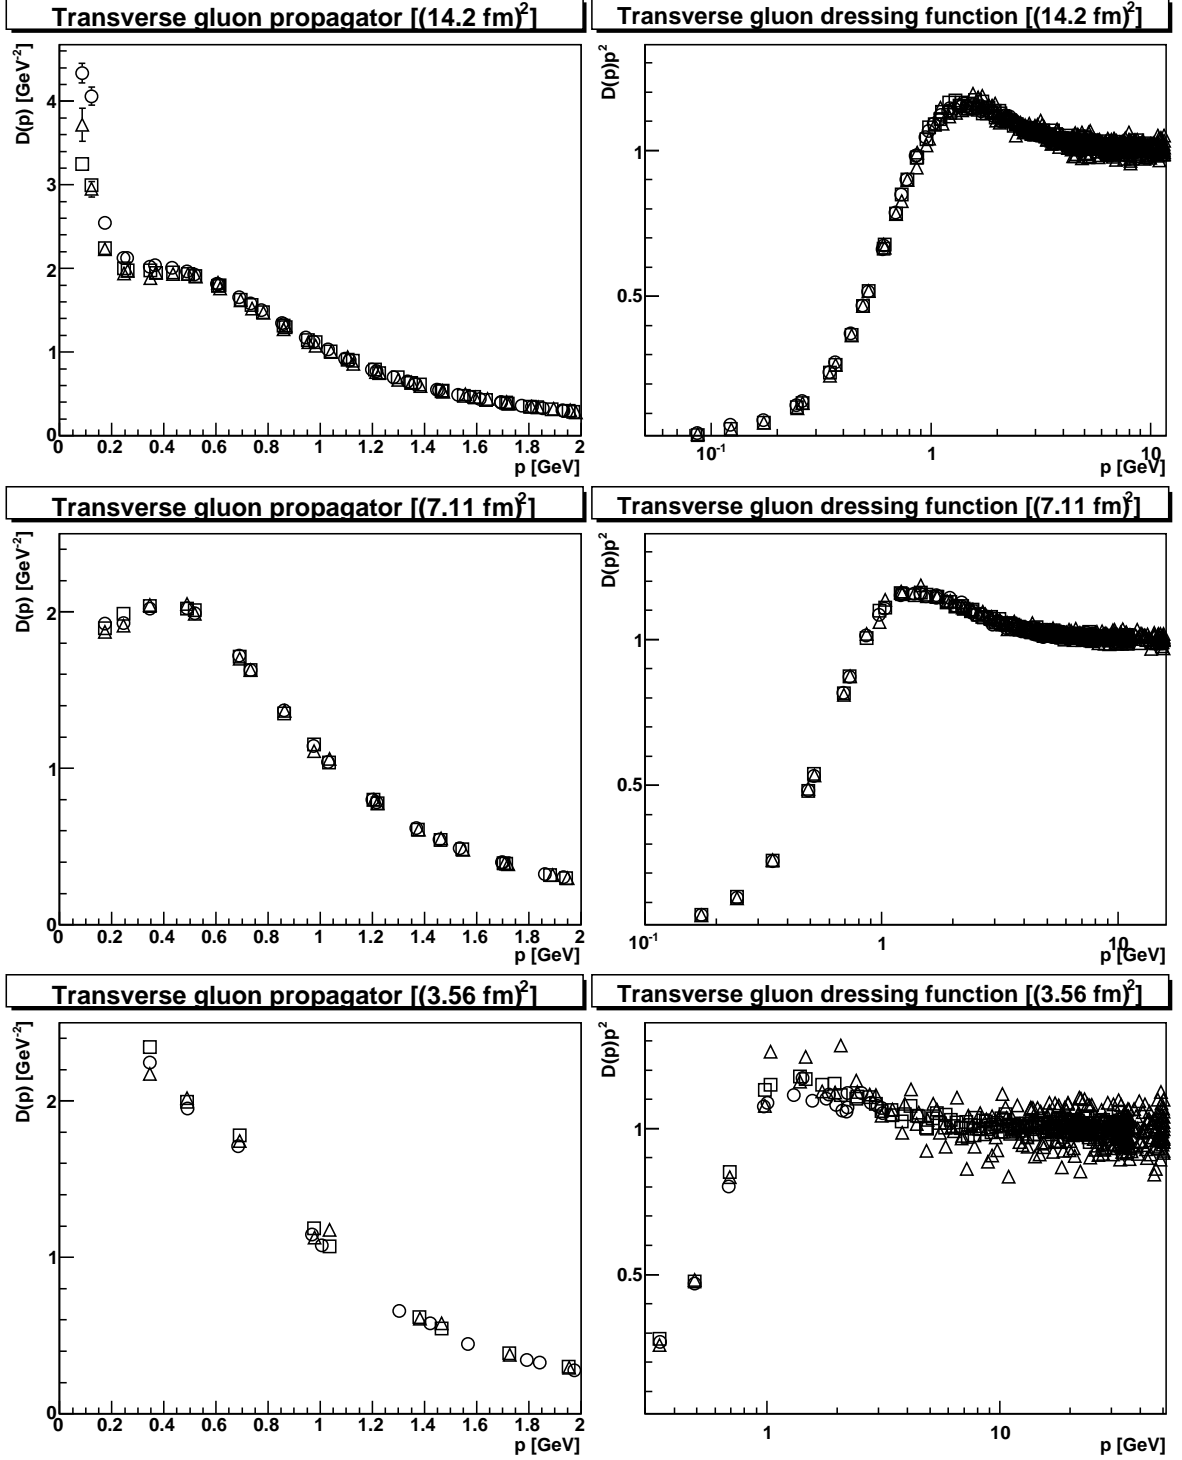 Transverse gluon propagator [(14.2 fm)²]
D(p) [GeV⁻²]
4
3
2
1
0
0 0.2 0.4 0.6 0.8 1 1.2 1.4 1.6 1.8 2
p [GeV]
Transverse gluon dressing function [(14.2 fm)²]
D(p)p²
1
0.5
10⁻¹ 1 10
p [GeV]
Transverse gluon propagator [(7.11 fm)²]
D(p) [GeV⁻²]
2
1
0
0 0.2 0.4 0.6 0.8 1 1.2 1.4 1.6 1.8 2
p [GeV]
Transverse gluon dressing function [(7.11 fm)²]
D(p)p²
1
0.5
10⁻¹ 1 10
p [GeV]
Transverse gluon propagator [(3.56 fm)²]
D(p) [GeV⁻²]
2
1
0
0 0.2 0.4 0.6 0.8 1 1.2 1.4 1.6 1.8 2
p [GeV]
Transverse gluon dressing function [(3.56 fm)²]
D(p)p²
1
0.5
1 10
p [GeV]